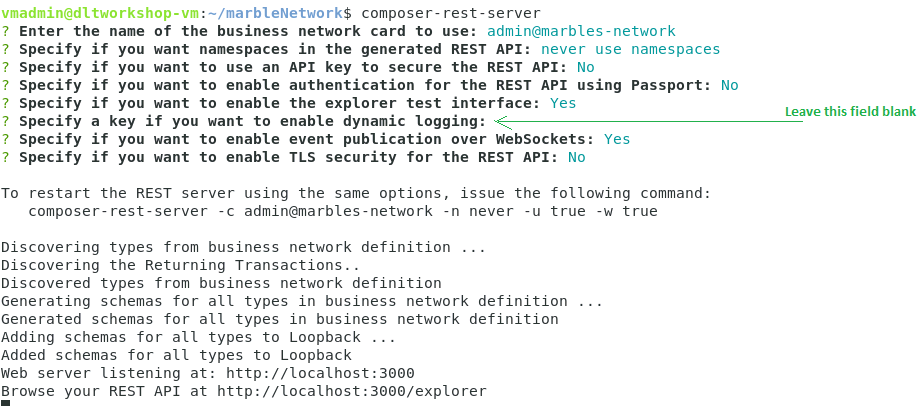 vmadmin@dltworkshop-vm:~/marbleNetwork$ composer-rest-server
? Enter the name of the business network card to use: admin@marbles-network
? Specify if you want namespaces in the generated REST API: never use namespaces
? Specify if you want to use an API key to secure the REST API: No
? Specify if you want to enable authentication for the REST API using Passport: No
? Specify if you want to enable the explorer test interface: Yes
? Specify a key if you want to enable dynamic logging:
Leave this field blank
? Specify if you want to enable event publication over WebSockets: Yes
? Specify if you want to enable TLS security for the REST API: No
To restart the REST server using the same options, issue the following command:
composer-rest-server -c admin@marbles-network -n never -u true -w true
Discovering types from business network definition ...
Discovering the Returning Transactions..
Discovered types from business network definition
Generating schemas for all types in business network definition ...
Generated schemas for all types in business network definition
Adding schemas for all types to Loopback ...
Added schemas for all types to Loopback
Web server listening at: http://localhost:3000
Browse your REST API at http://localhost:3000/explorer